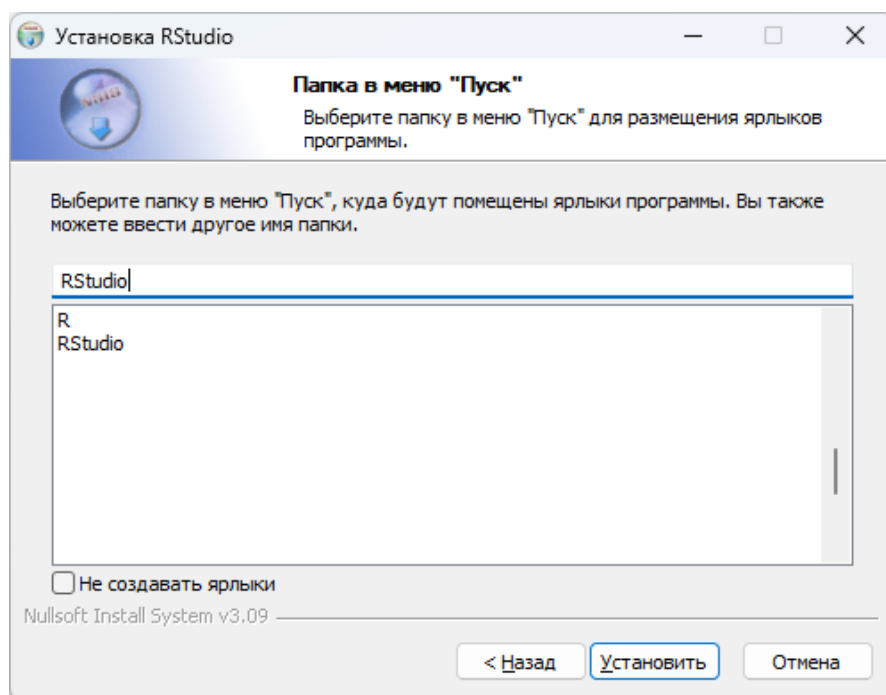 Установка RStudio
Папка в меню "Пуск"
Выберите папку в меню "Пуск" для размещения ярлыков
программы.
Выберите папку в меню "Пуск", куда будут помещены ярлыки программы. Вы также
можете ввести другое имя папки.
RStudio
R
RStudio
Не создавать ярлыки
Nullsoft Install System v3.09
< Назад
Установить
Отмена